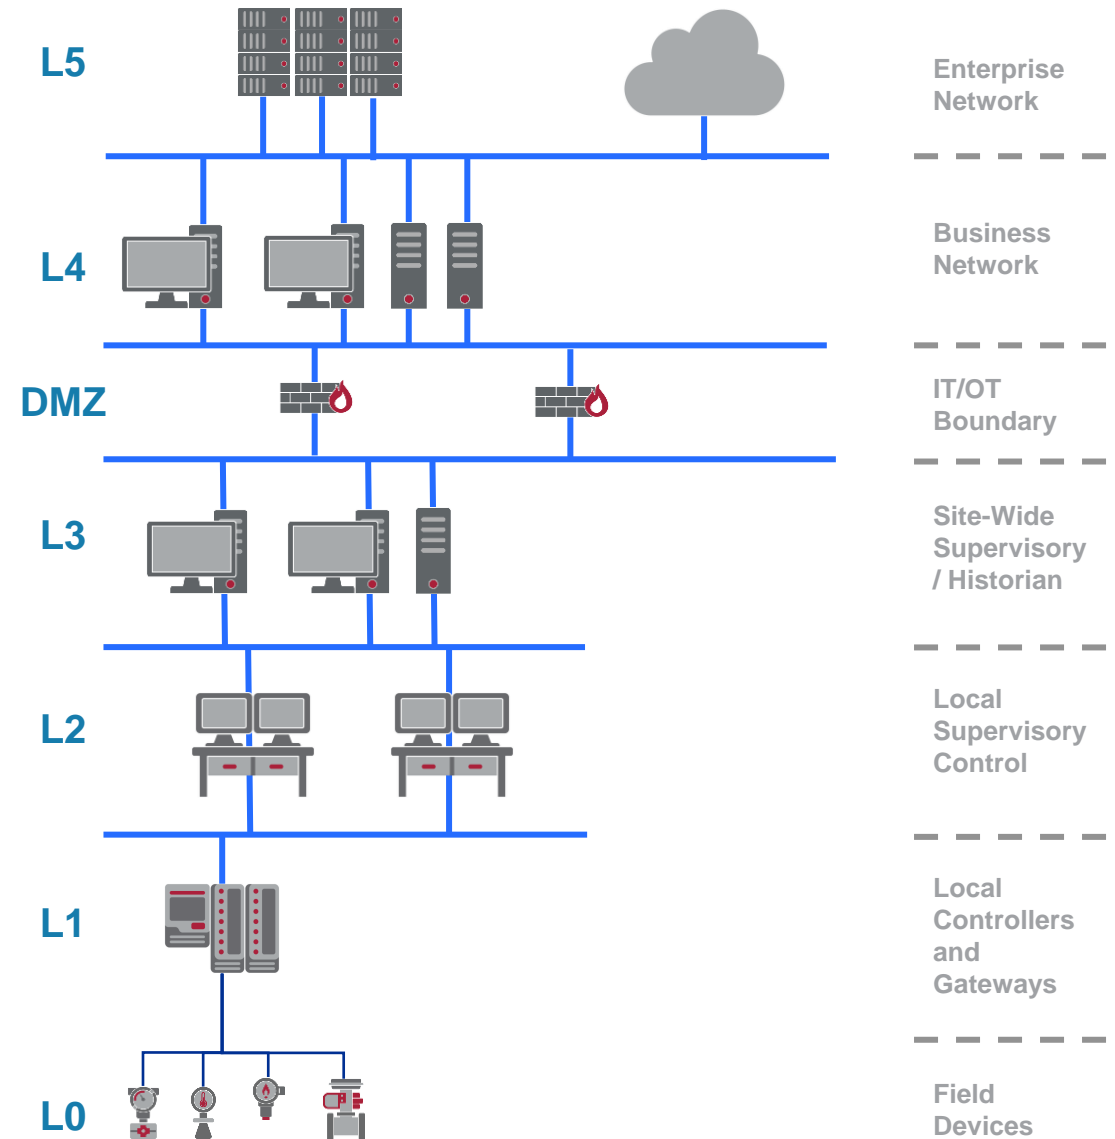 L5
Enterprise
Network
L4
Business
Network
DMZ
IT/OT
Boundary
L3
Site-Wide
Supervisory
/ Historian
L2
Local
Supervisory
Control
L1
Local
Controllers
and
Gateways
L0
Field
Devices